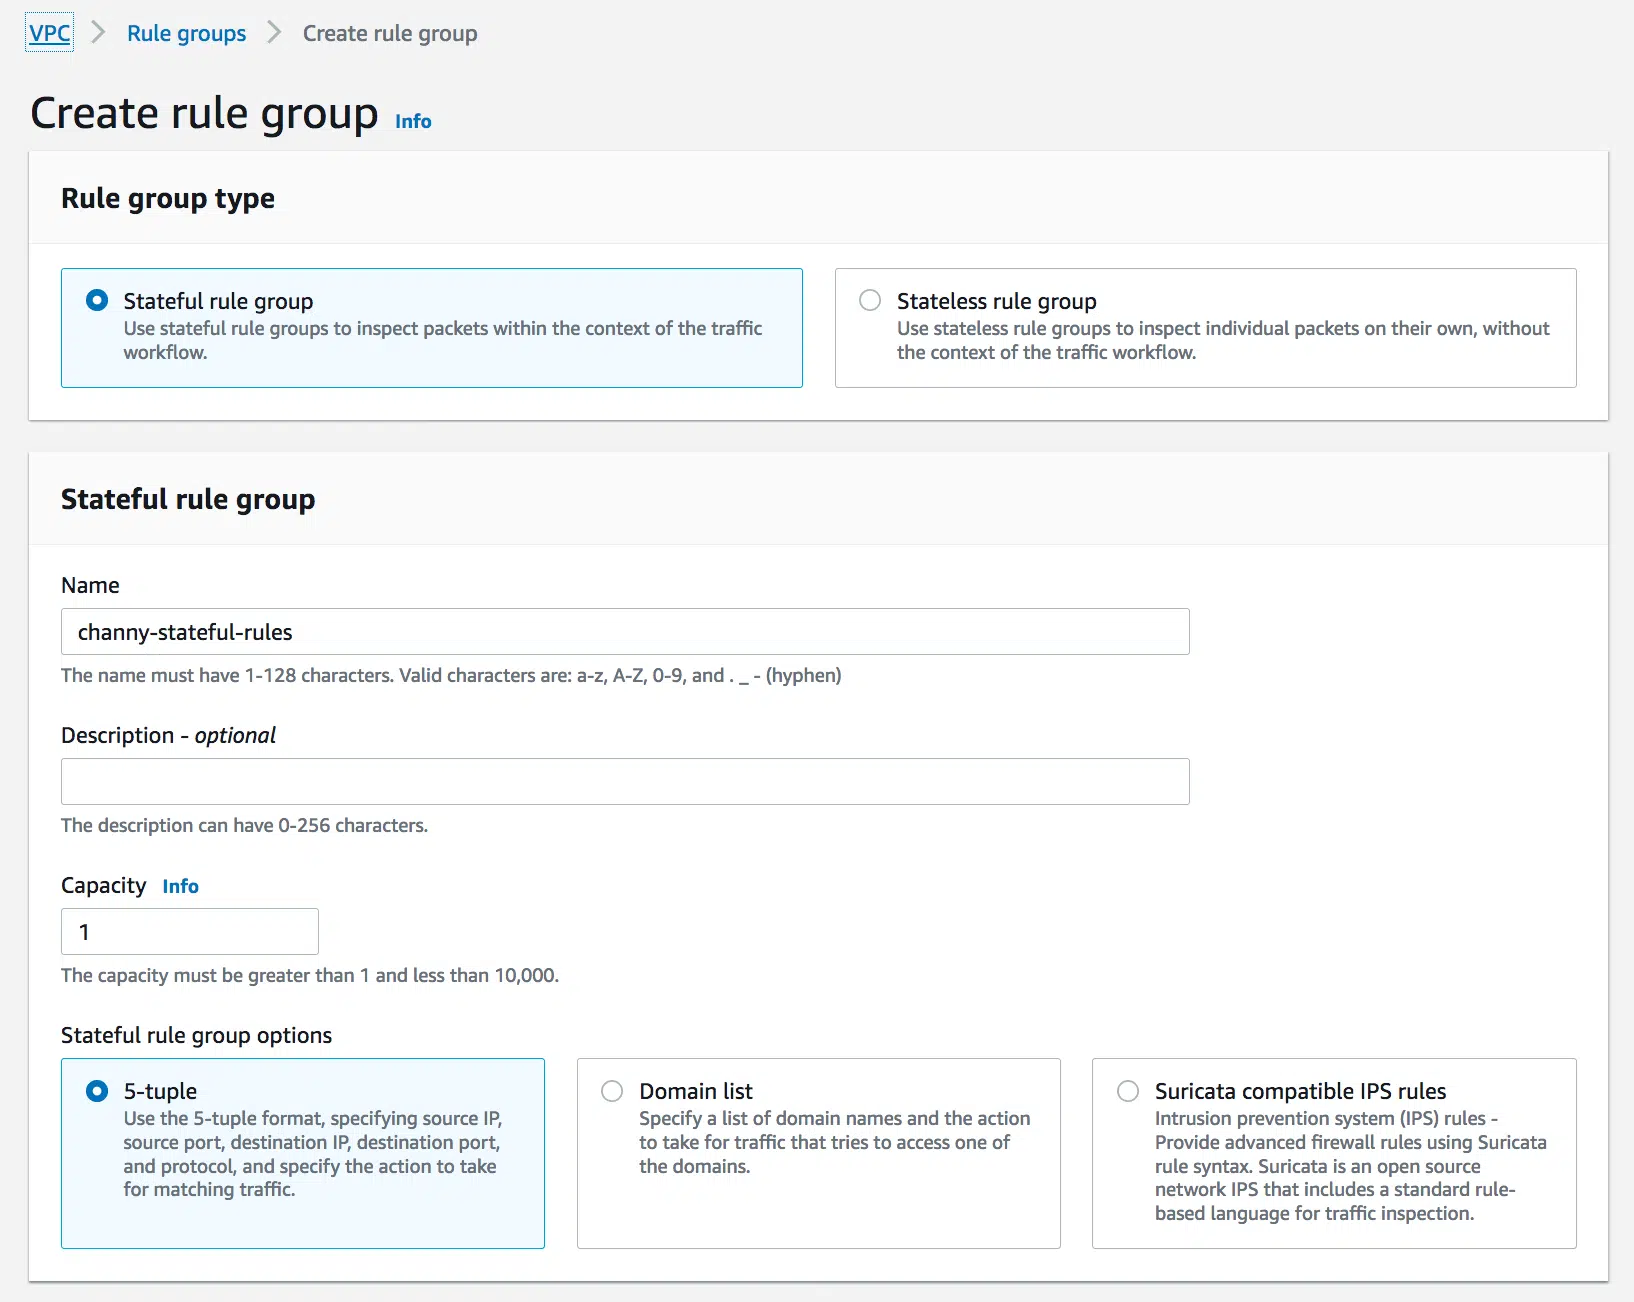 VPC > Rule groups > Create rule group
Create rule group Info
Rule group type
Stateful rule group
Use stateful rule groups to inspect packets within the context of the traffic
workflow.
Stateless rule group
Use stateless rule groups to inspect individual packets on their own, without
the context of the traffic workflow.
Stateful rule group
Name
channy-stateful-rules
The name must have 1-128 characters. Valid characters are: a-z, A-Z, 0-9, and . _ - (hyphen)
Description - optional
The description can have 0-256 characters.
Capacity Info
1
The capacity must be greater than 1 and less than 10,000.
Stateful rule group options
5-tuple
Use the 5-tuple format, specifying source IP,
source port, destination IP, destination port,
and protocol, and specify the action to take
for matching traffic.
Domain list
Specify a list of domain names and the action
to take for traffic that tries to access one of
the domains.
Suricata compatible IPS rules
Intrusion prevention system (IPS) rules -
Provide advanced firewall rules using Suricata
rule syntax. Suricata is an open source
network IPS that includes a standard rule-
based language for traffic inspection.